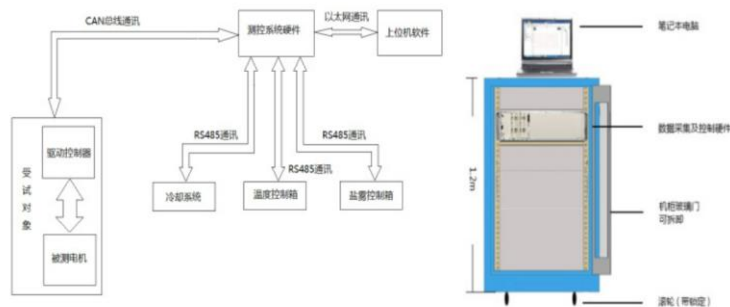 CAN总线通讯
测控系统硬件
以太网通讯
上位机软件
RS485通讯
RS485通讯
RS485通讯
冷却系统
温度控制箱
盐雾控制箱
受试对象
驱动控制器
被测电机
笔记本电脑
数据采集及控制硬件
1.2m
机柜玻璃门
可拆卸
滚轮（带锁定）